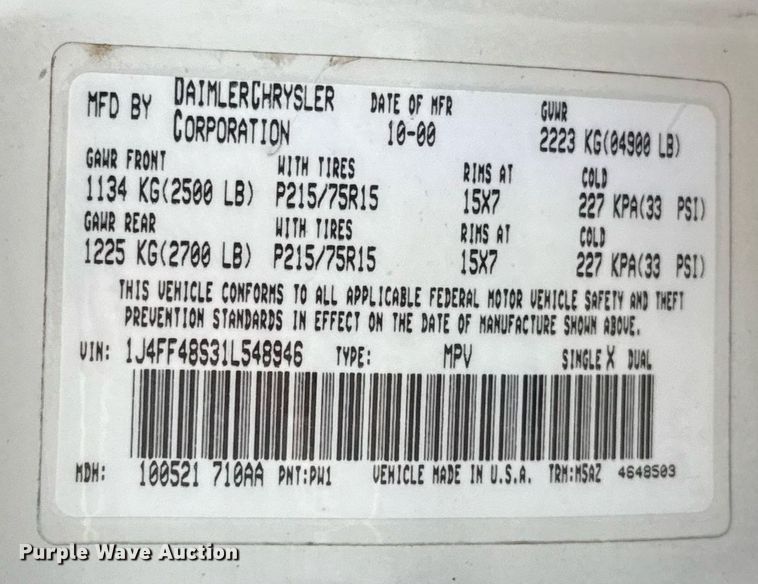 MFD BY DAIMLERCHRYSLER CORPORATION DATE OF MFR 10-00 GVWR 2223 KG(04900 LB)
GAWR FRONT WITH TIRES RIMS AT COLD
1134 KG(2500 LB) P215/75R15 15X7 227 KPA(33 PSI)
GAWR REAR WITH TIRES RIMS AT COLD
1225 KG(2700 LB) P215/75R15 15X7 227 KPA(33 PSI)
THIS VEHICLE CONFORMS TO ALL APPLICABLE FEDERAL MOTOR VEHICLE SAFETY AND THEFT
PREVENTION STANDARDS IN EFFECT ON THE DATE OF MANUFACTURE SHOWN ABOVE.
VIN: 1J4FF48S31L548946 TYPE: MPV SINGLE X DUAL
MDH: 100521 710AA PNT:PW1 VEHICLE MADE IN U.S.A. TRM:M5AZ 4648503
Purple Wave Auction